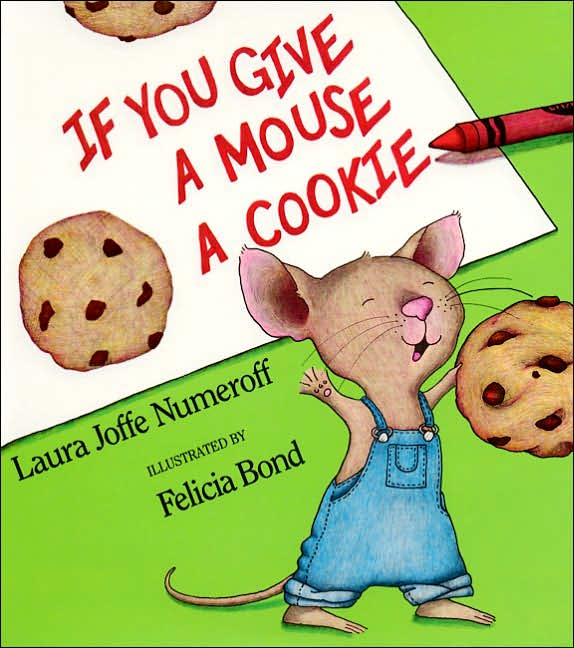 IF YOU GIVE
A MOUSE
A COOKIE
Laura Joffe Numeroff
ILLUSTRATED BY
Felicia Bond